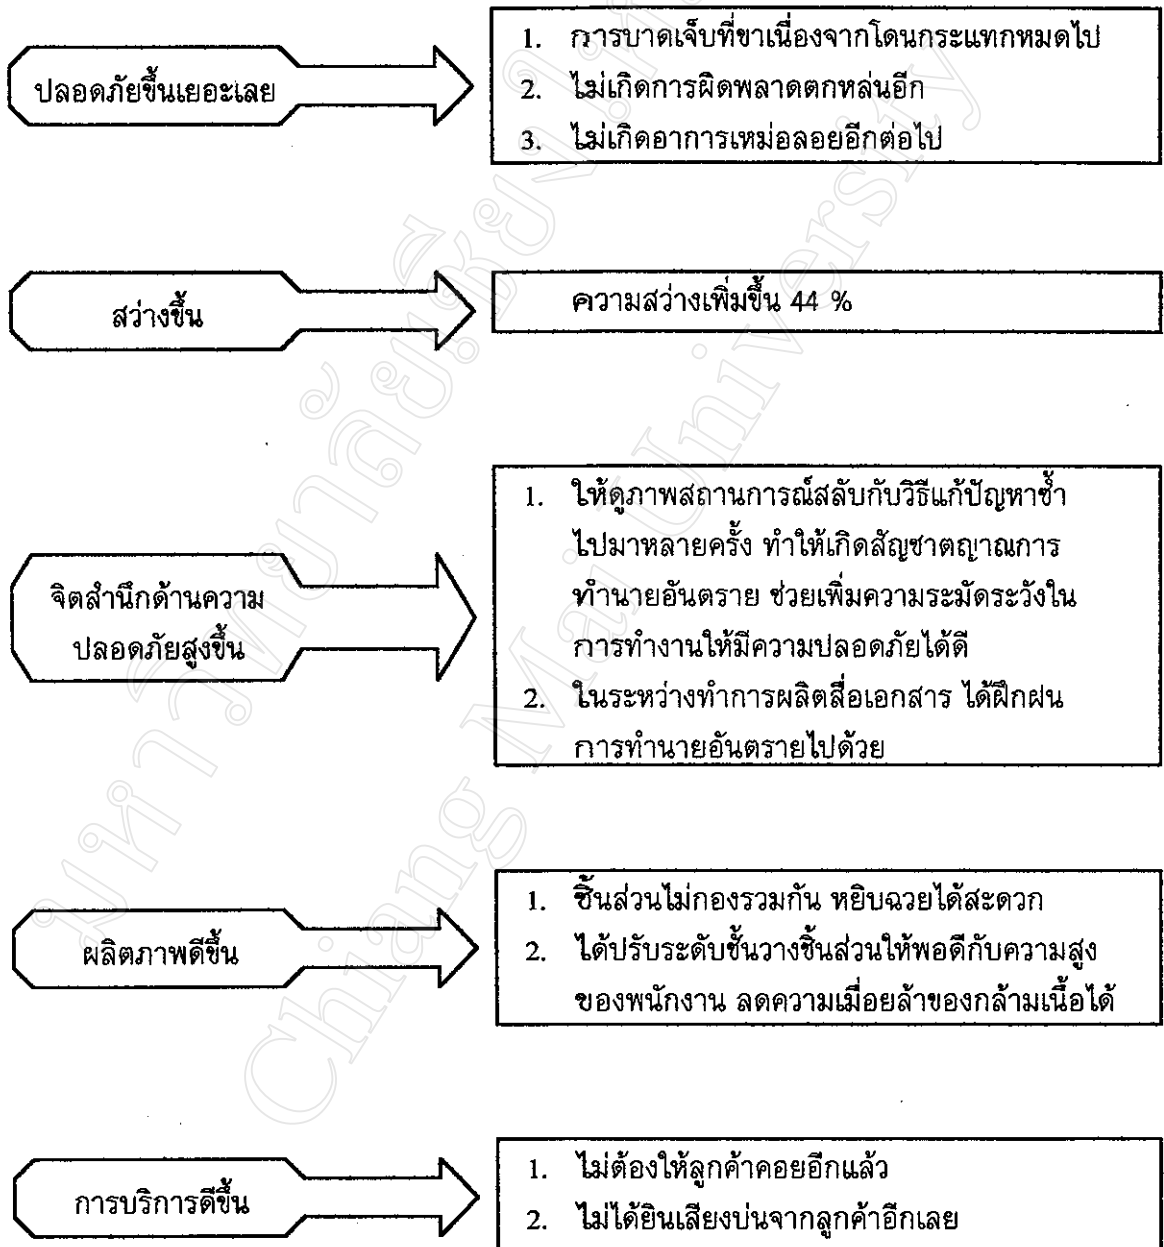 ปลอดภัยขึ้นเยอะเลย
1. การบาดเจ็บที่ขาเนื่องจากโดนกระแทกหมดไป
2. ไม่เกิดการผิดพลาดตกหล่นอีก
3. ไม่เกิดอาการเหม่อลอยอีกต่อไป
สว่างขึ้น
ความสว่างเพิ่มขึ้น 44 %
จิตสำนึกด้านความ
ปลอดภัยสูงขึ้น
1. ให้ดูภาพสถานการณ์สลับกับวิธีแก้ปัญหาซ้ำ
ไปมาหลายครั้ง ทำให้เกิดสัญชาตญาณการ
ทำนายอันตราย ช่วยเพิ่มความระมัดระวังใน
การทำงานให้มีความปลอดภัยได้ดี
2. ในระหว่างทำการผลิตสื่อเอกสาร ได้ฝึกฝน
การทำนายอันตรายไปด้วย
ผลิตภาพดีขึ้น
1. ชิ้นส่วนไม่กองรวมกัน หยิบฉวยได้สะดวก
2. ได้ปรับระดับชั้นวางชิ้นส่วนให้พอดีกับความสูง
ของพนักงาน ลดความเมื่อยล้าของกล้ามเนื้อได้
การบริการดีขึ้น
1. ไม่ต้องให้ลูกค้าคอยอีกแล้ว
2. ไม่ได้ยินเสียงบ่นจากลูกค้าอีกเลย
มหาวิทยาลัยเชียงใหม่
Chiang Mai University